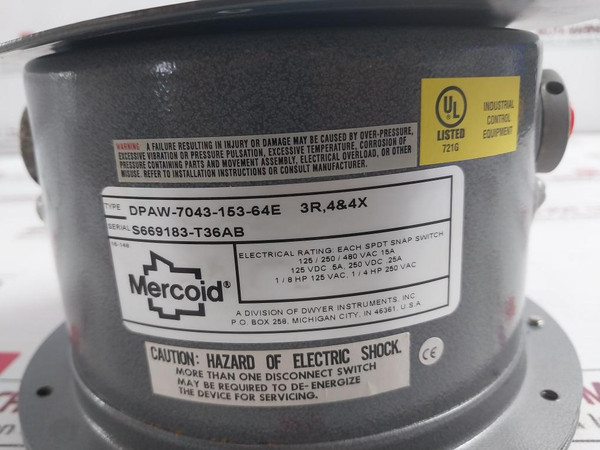 UL
LISTED
721G
INDUSTRIAL
CONTROL
EQUIPMENT
WARNING A FAILURE RESULTING IN INJURY OR DAMAGE MAY BE CAUSED BY OVER-PRESSURE,
EXCESSIVE VIBRATION OR PRESSURE PULSATION, EXCESSIVE TEMPERATURE, CORROSION OF
PRESSURE CONTAINING PARTS AND MOVEMENT ASSEMBLY, ELECTRICAL OVERLOAD, OR OTHER
MISUSE. REFER TO INSTALLATION INSTRUCTIONS OR CONSULT MANUFACTURER.
TYPE DPAW-7043-153-64E 3R,4&4X
SERIAL S669183-T36AB
Mercoid®
ELECTRICAL RATING: EACH SPDT SNAP SWITCH
125 / 250 / 480 VAC 15A
125 VDC .5A, 250 VDC .25A
1 / 8 HP 125 VAC, 1 / 4 HP 250 VAC
A DIVISION OF DWYER INSTRUMENTS, INC.
P.O. BOX 258, MICHIGAN CITY, IN 46361, U.S.A.
CAUTION: HAZARD OF ELECTRIC SHOCK.
MORE THAN ONE DISCONNECT SWITCH
MAY BE REQUIRED TO DE-ENERGIZE
THE DEVICE FOR SERVICING.
CE